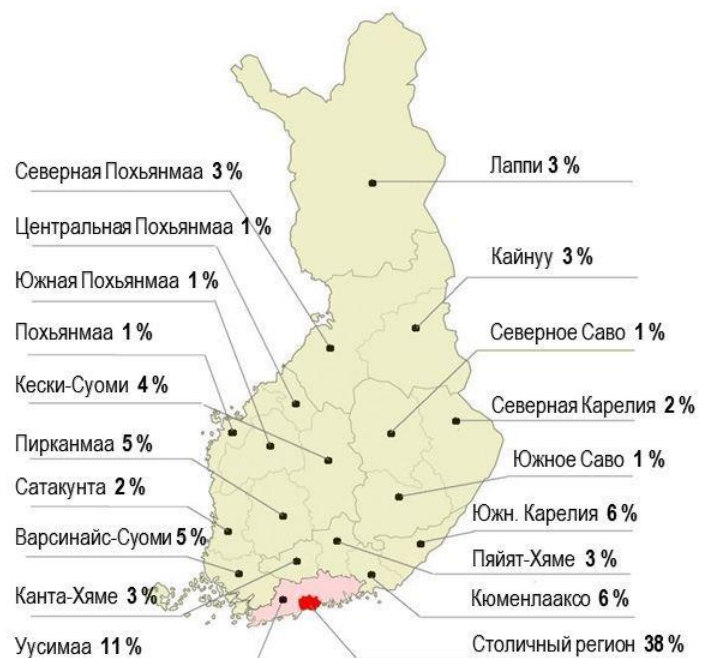 Северная Похьянмаа 3 %
Центральная Похьянмаа 1 %
Южная Похьянмаа 1 %
Похьянмаа 1 %
Кески-Суоми 4 %
Пирканмаа 5 %
Сатакунта 2 %
Варсинайс-Суоми 5 %
Канта-Хяме 3 %
Уусимаа 11 %
Лаппи 3 %
Кайнуу 3 %
Северное Саво 1 %
Северная Карелия 2 %
Южное Саво 1 %
Южн. Карелия 6 %
Пяйят-Хяме 3 %
Кюменлааксо 6 %
Столичный регион 38 %